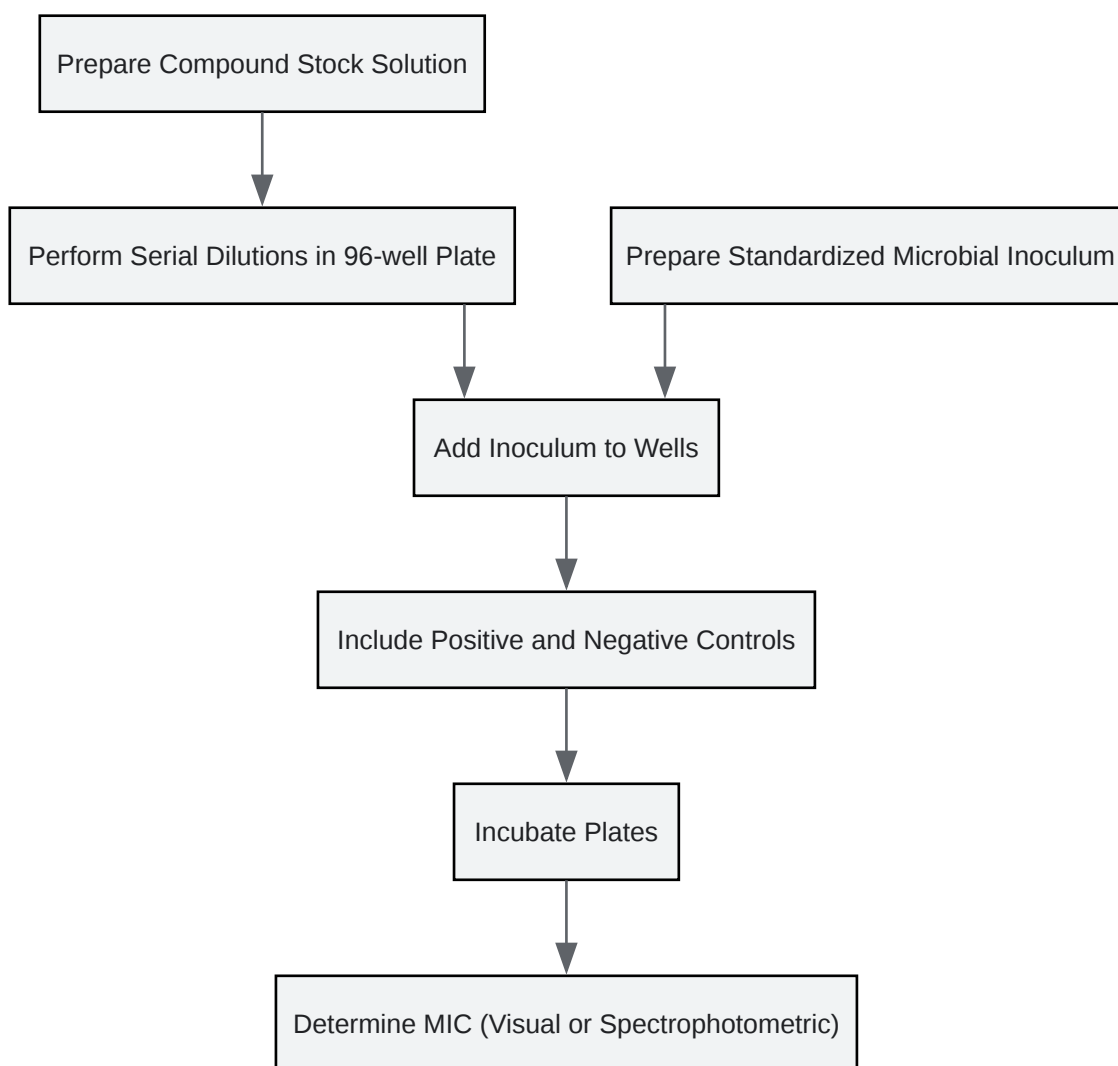 Prepare Compound Stock Solution
Perform Serial Dilutions in 96-well Plate
Prepare Standardized Microbial Inoculum
Add Inoculum to Wells
Include Positive and Negative Controls
Incubate Plates
Determine MIC (Visual or Spectrophotometric)